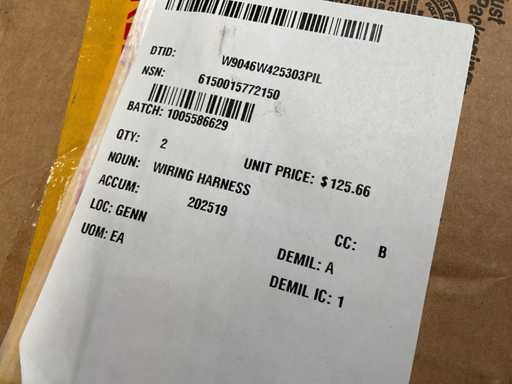 DTID: W9046W425303PIL
NSN: 6150015772150
BATCH: 1005586629
QTY: 2 UNIT PRICE: $125.66
NOUN: WIRING HARNESS
ACCUM: 202519
LOC: GENN CC: B
UOM: EA DEMIL: A
DEMIL IC: 1